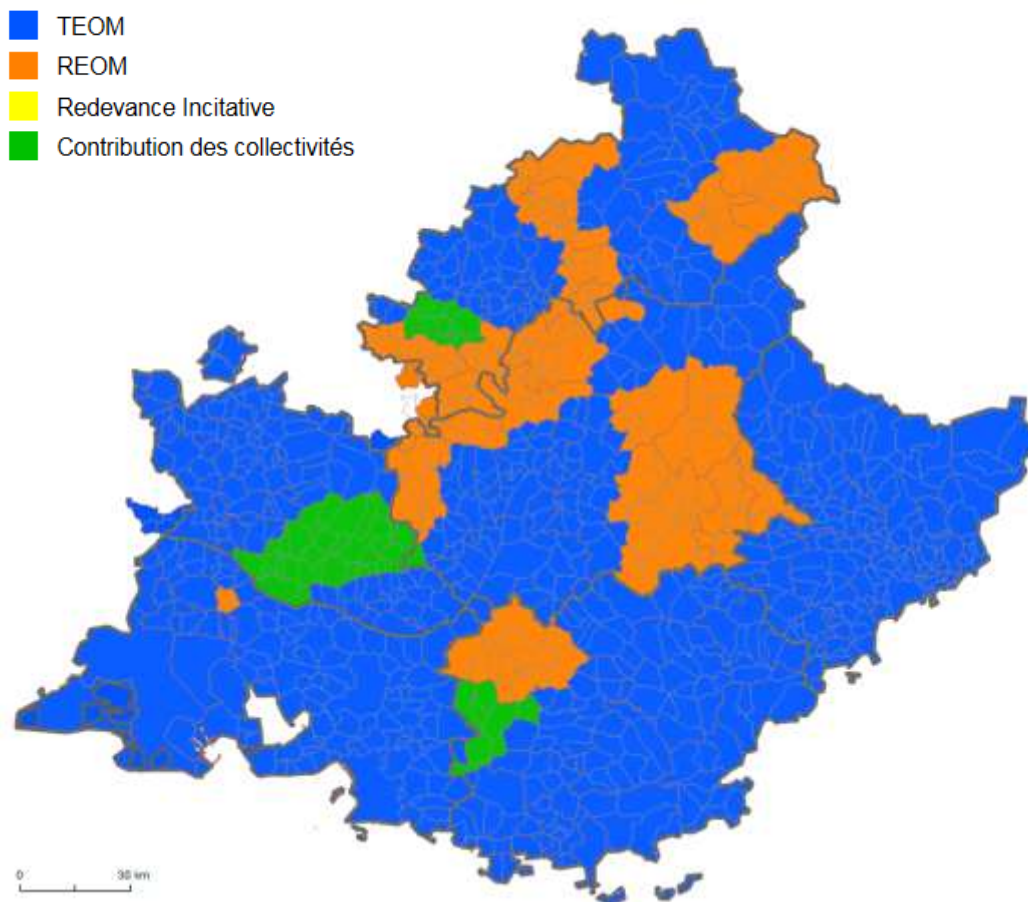 TEOM
REOM
Redevance Incitative
Contribution des collectivités
0 30 km